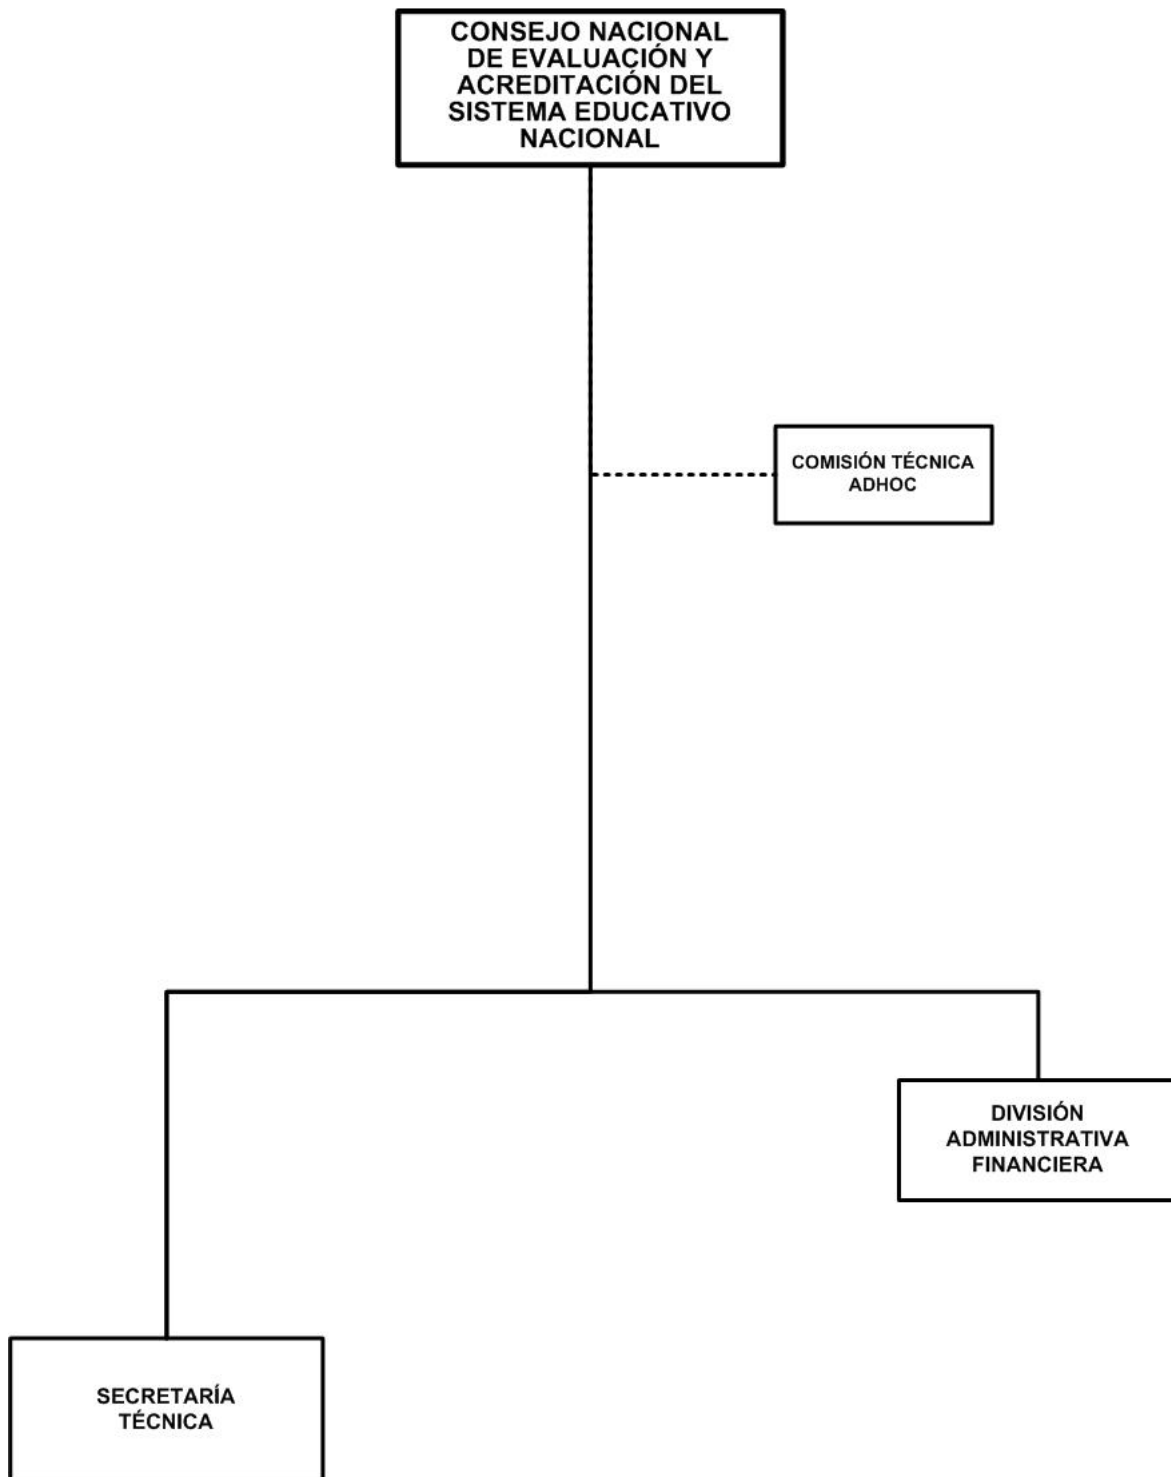 CONSEJO NACIONAL
DE EVALUACIÓN Y
ACREDITACIÓN DEL
SISTEMA EDUCATIVO
NACIONAL
COMISIÓN TÉCNICA
ADHOC
DIVISIÓN
ADMINISTRATIVA
FINANCIERA
SECRETARÍA
TÉCNICA